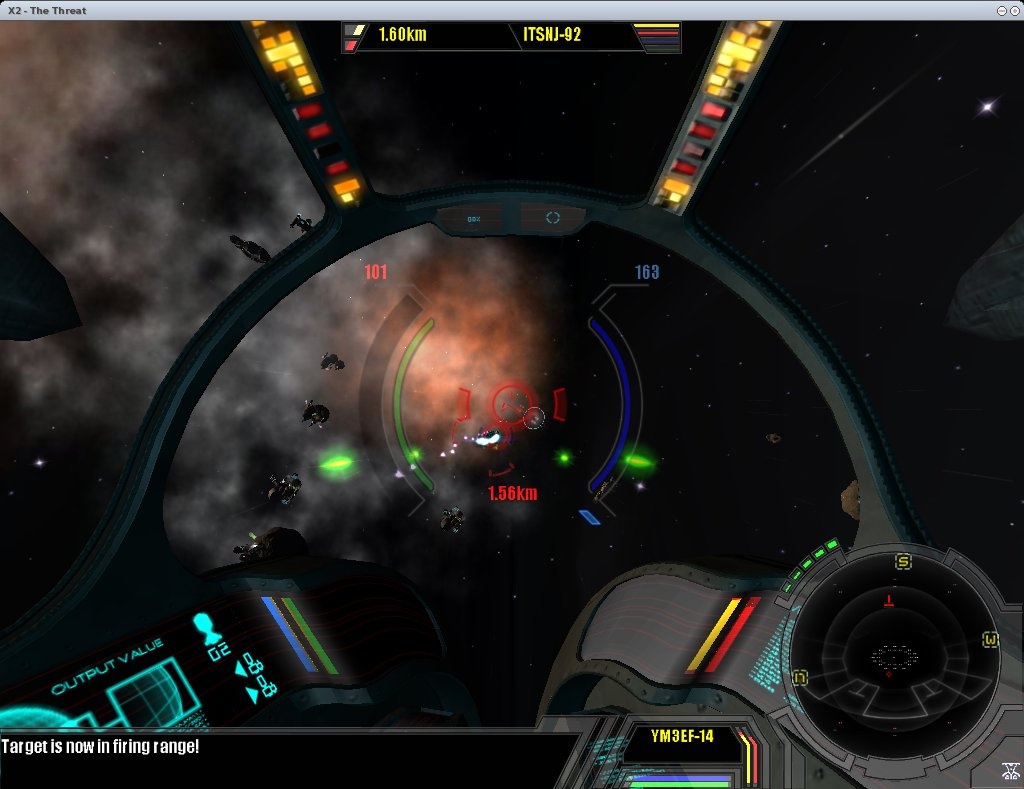 X2 - The Threat
1.60km
ITSNJ-92
101
163
1.56km
S
W
n
OUTPUT VALUE
YM3EF-14
Target is now in firing range!